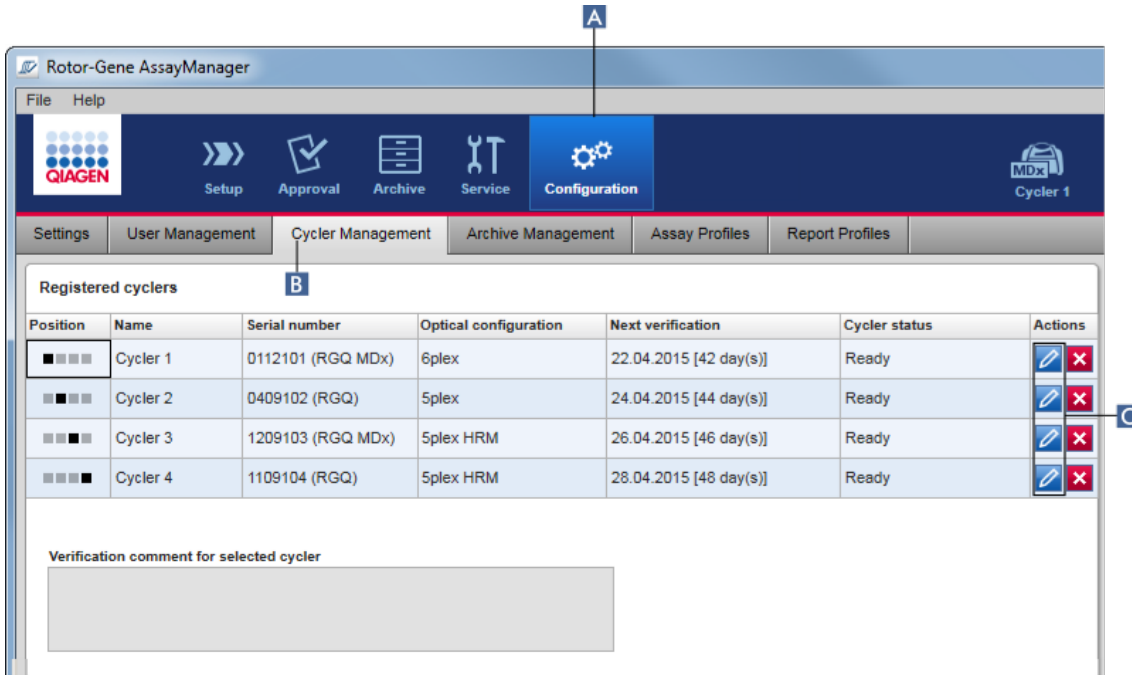 A
Rotor-Gene AssayManager
File Help
QIAGEN
Setup Approval Archive Service Configuration
MDx
Cycler 1
Settings User Management Cycler Management Archive Management Assay Profiles Report Profiles
B
Registered cyclers
Position Name Serial number Optical configuration Next verification Cycler status Actions
Cycler 1 0112101 (RGQ MDx) 6plex 22.04.2015 [42 day(s)] Ready
Cycler 2 0409102 (RGQ) 5plex 24.04.2015 [44 day(s)] Ready
C
Cycler 3 1209103 (RGQ MDx) 5plex HRM 26.04.2015 [46 day(s)] Ready
Cycler 4 1109104 (RGQ) 5plex HRM 28.04.2015 [48 day(s)] Ready
Verification comment for selected cycler